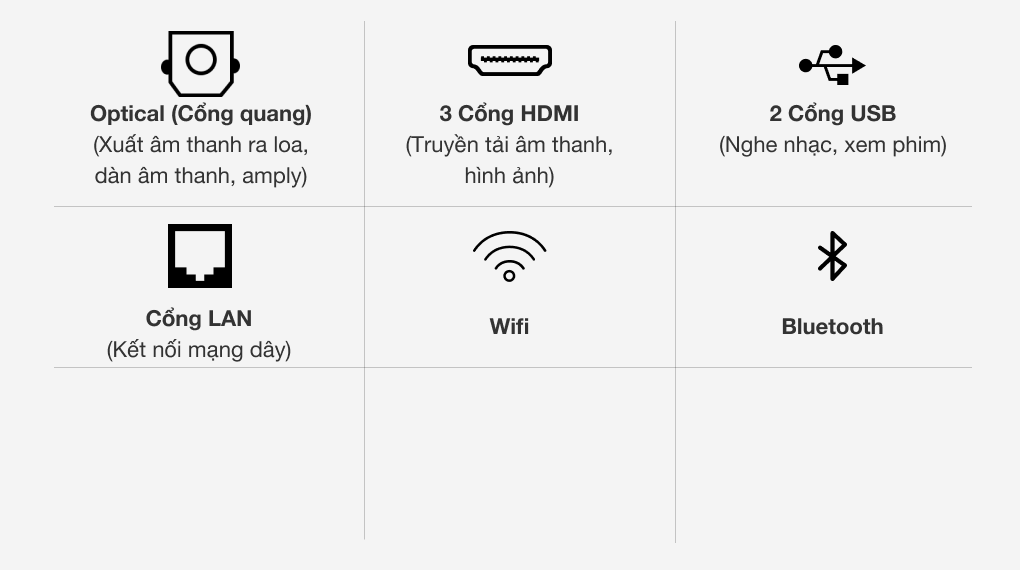 Optical (Cổng quang)
(Xuất âm thanh ra loa,
dàn âm thanh, amply)
3 Cổng HDMI
(Truyền tải âm thanh,
hình ảnh)
2 Cổng USB
(Nghe nhạc, xem phim)
Cổng LAN
(Kết nối mạng dây)
Wifi
Bluetooth